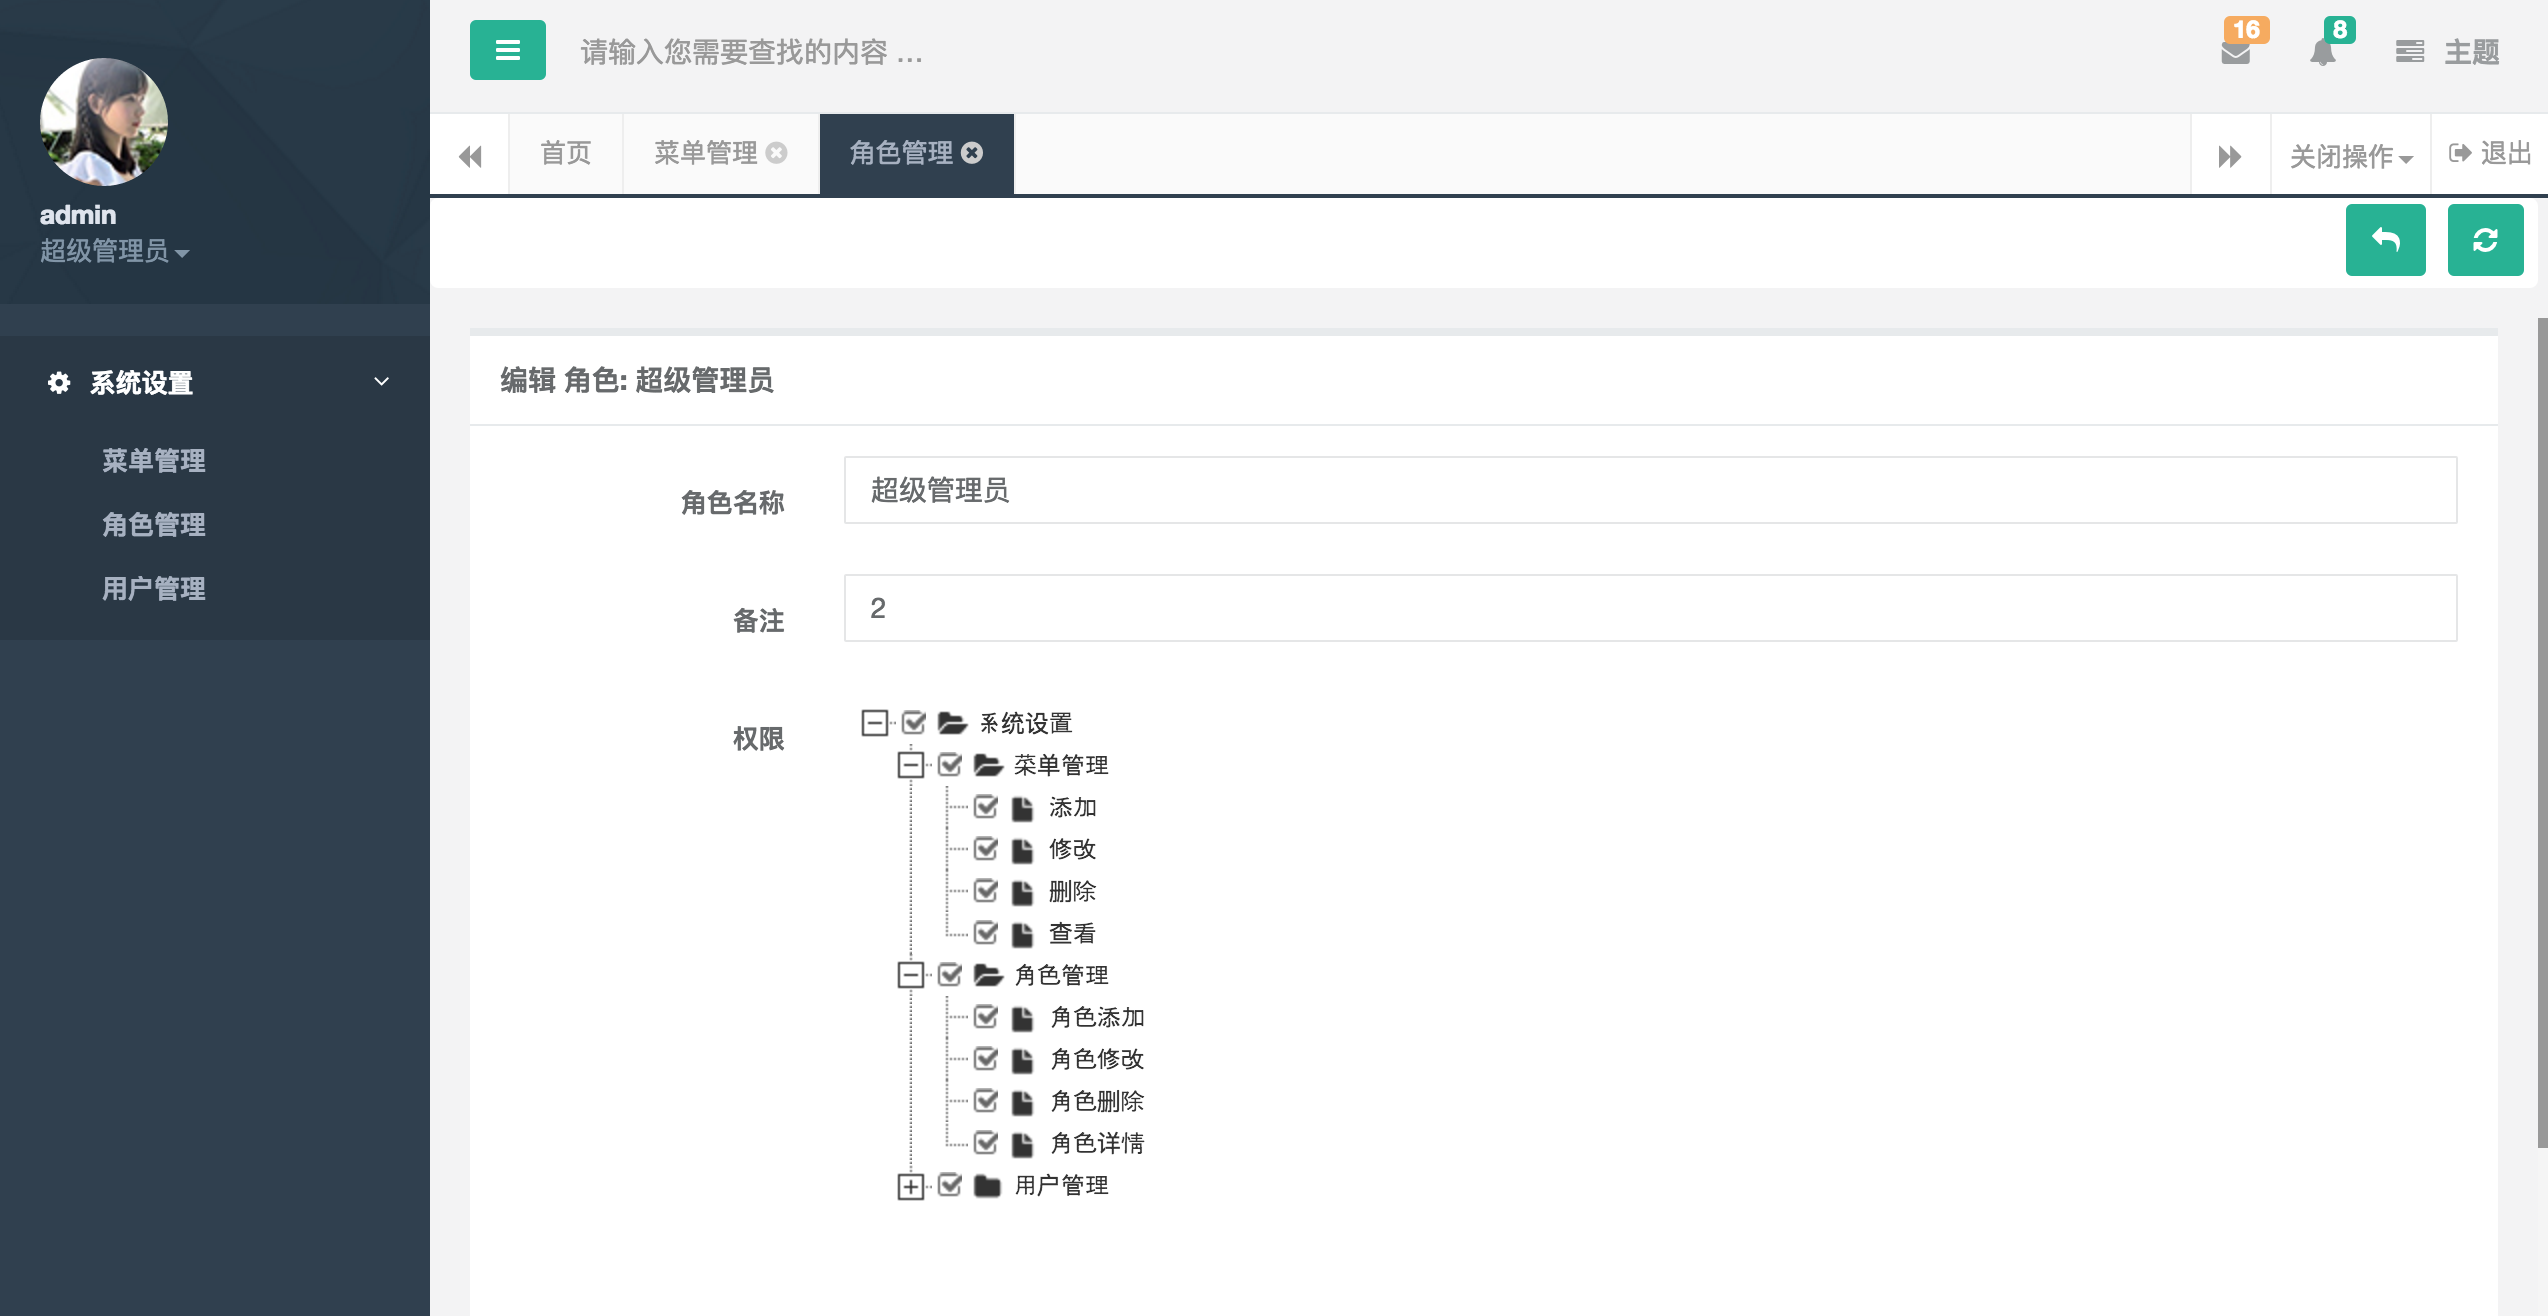 admin
超级管理员
系统设置
菜单管理
角色管理
用户管理
请输入您需要查找的内容 …
16
8
主题
首页
菜单管理
角色管理
关闭操作
退出
编辑 角色: 超级管理员
角色名称
超级管理员
备注
2
权限
系统设置
菜单管理
添加
修改
删除
查看
角色管理
角色添加
角色修改
角色删除
角色详情
用户管理